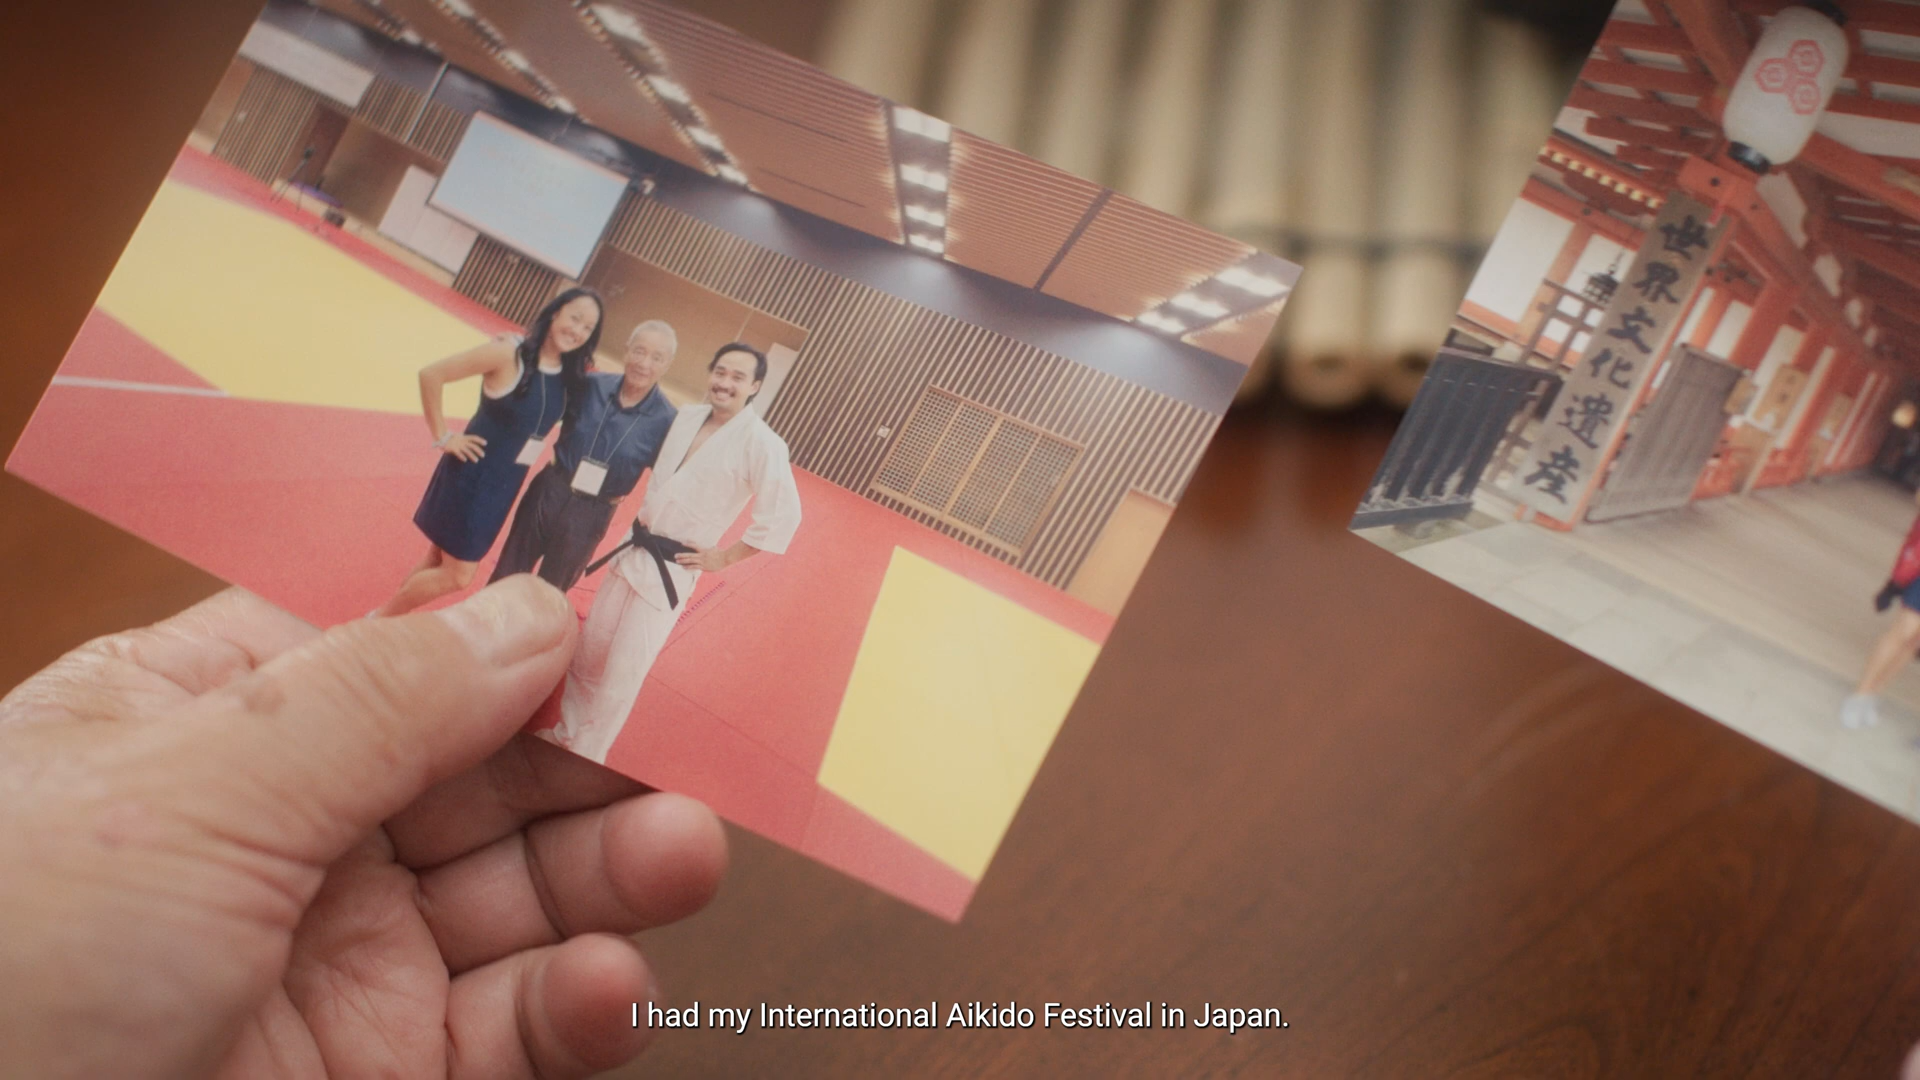 世界文化遺産
I had my International Aikido Festival in Japan.